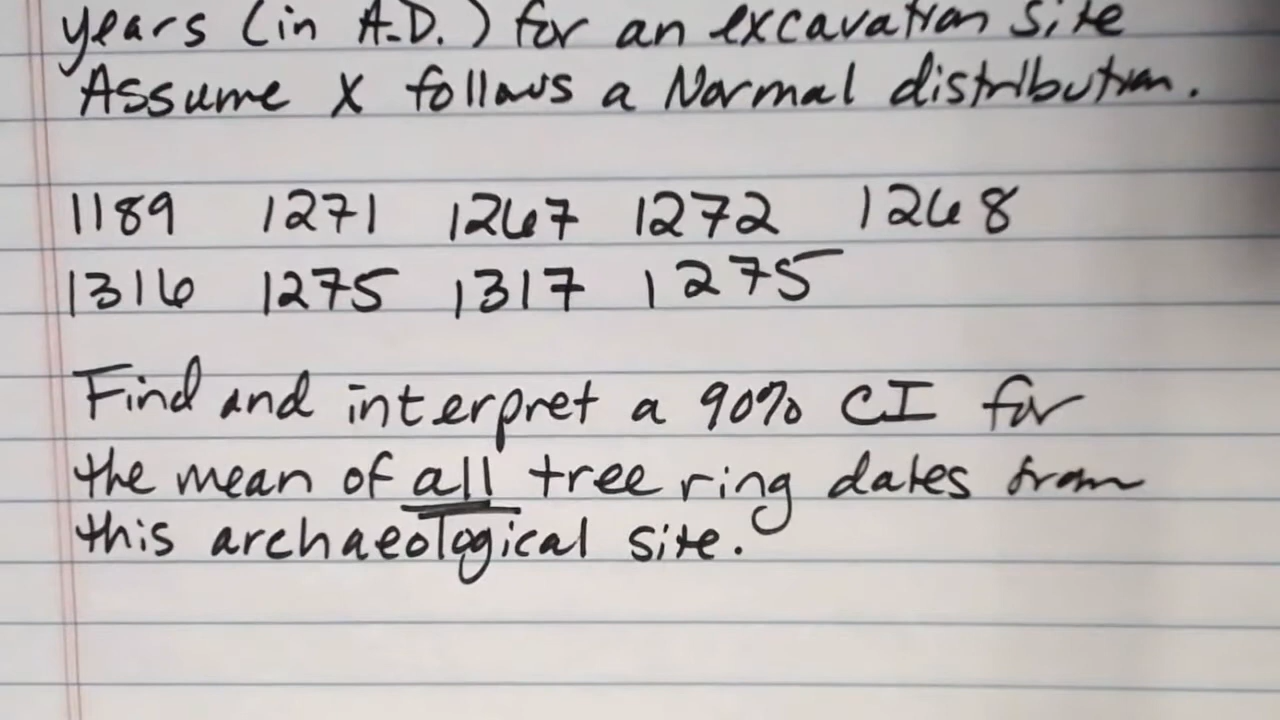 years (in A.D.) for an excavation site
Assume x follows a Normal distribution.
1189 1271 1267 1272 1268
1316 1275 1317 1275
Find and interpret a 90% CI for
the mean of all tree ring dates from
this archaeological site.